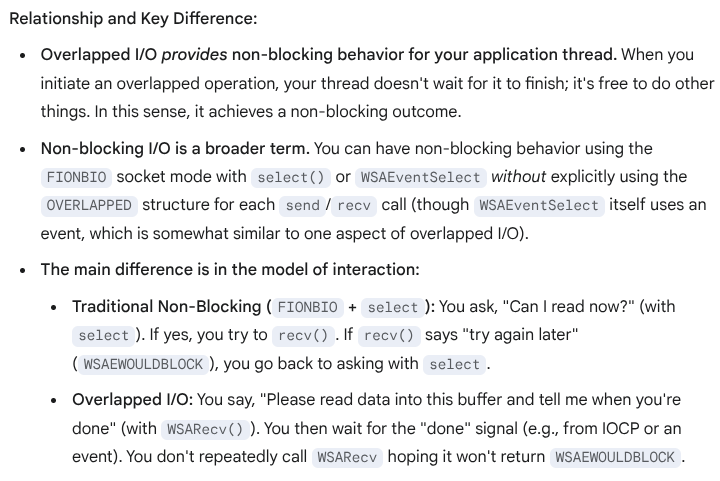 Relationship and Key Difference:
• Overlapped I/O provides non-blocking behavior for your application thread. When you
initiate an overlapped operation, your thread doesn't wait for it to finish; it's free to do other
things. In this sense, it achieves a non-blocking outcome.
• Non-blocking I/O is a broader term. You can have non-blocking behavior using the
FIONBIO socket mode with select() or WSAEventSelect without explicitly using the
OVERLAPPED structure for each send / recv call (though WSAEventSelect itself uses an
event, which is somewhat similar to one aspect of overlapped I/O).
• The main difference is in the model of interaction:
• Traditional Non-Blocking ( FIONBIO + select ): You ask, "Can I read now?" (with
select ). If yes, you try to recv() . If recv() says "try again later"
( WSAEWOULDBLOCK ), you go back to asking with select .
• Overlapped I/O: You say, "Please read data into this buffer and tell me when you're
done" (with WSARecv() ). You then wait for the "done" signal (e.g., from IOCP or an
event). You don't repeatedly call WSARecv hoping it won't return WSAEWOULDBLOCK .